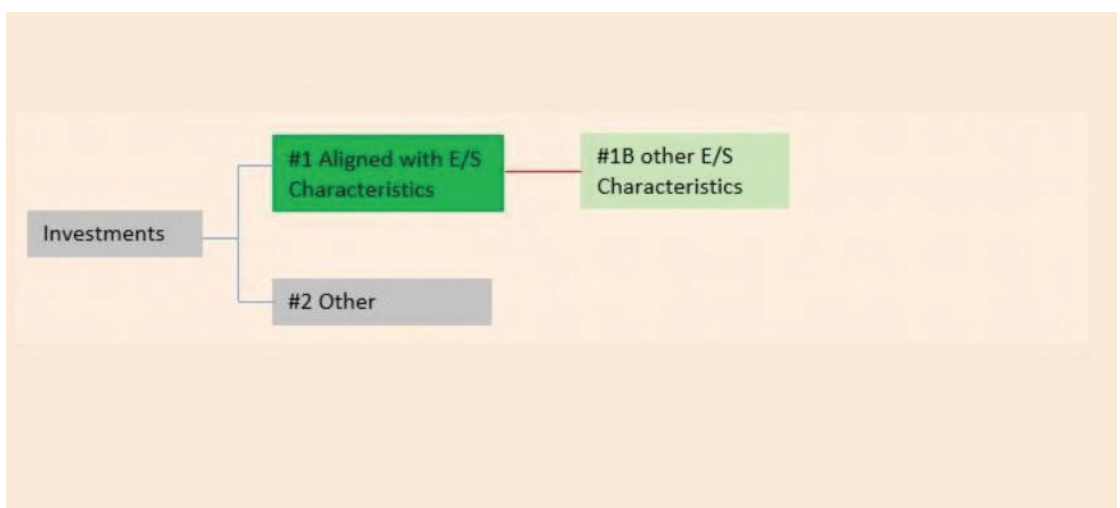 #1 Aligned with E/S
Characteristics
#1B other E/S
Characteristics
Investments
#2 Other